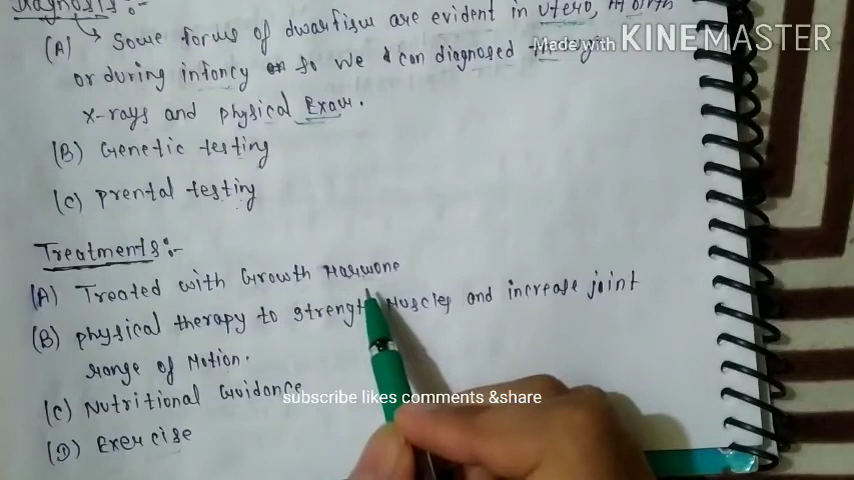 Diagnosis:-
(A) → Some forms of dwarfism are evident in Utero, At birth
Made with KINEMASTER
or during infancy so we can diagnosed
x-rays and physical Exam.
(B) Genetic testing
(C) prental testing
Treatments:-
(A) Treated with Growth Harmone
(B) physical therapy to strength Muscles and increase joint
range of Motion.
(C) Nutritional Guidance
subscribe likes comments &share
(D) Exercise